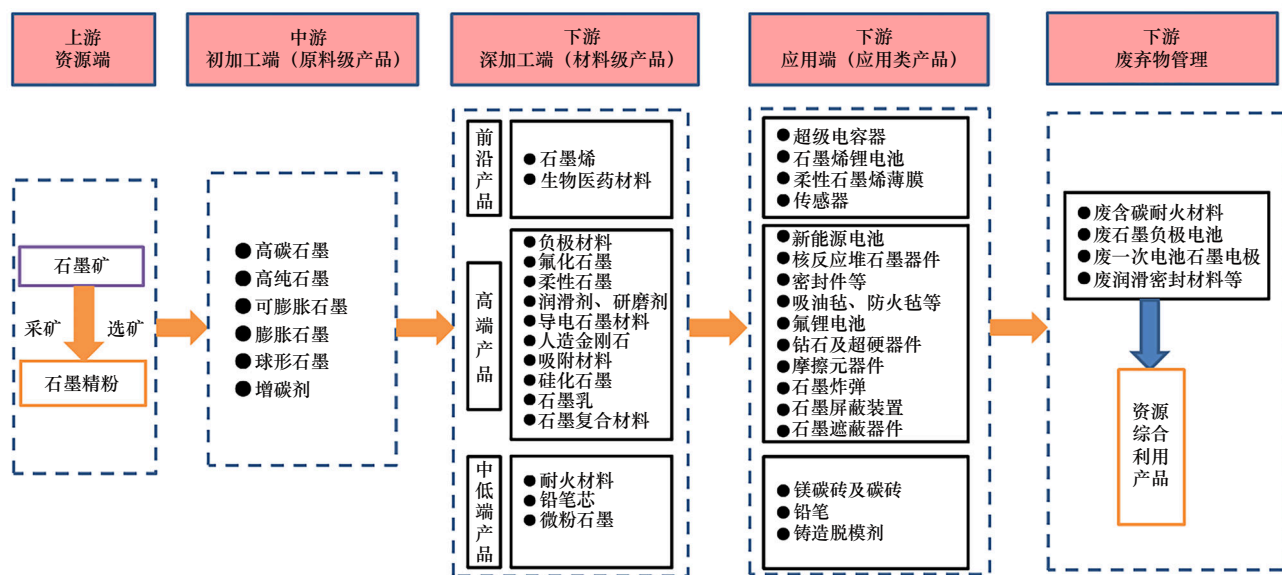 上游
资源端
中游
初加工端（原料级产品）
下游
深加工端（材料级产品）
下游
应用端（应用类产品）
下游
废弃物管理
石墨矿
采矿
选矿
石墨精粉
●高碳石墨
●高纯石墨
●可膨胀石墨
●膨胀石墨
●球形石墨
●增碳剂
前沿产品
●石墨烯
●生物医药材料
高端产品
●负极材料
●氟化石墨
●柔性石墨
●润滑剂、研磨剂
●导电石墨材料
●人造金刚石
●吸附材料
●硅化石墨
●石墨乳
●石墨复合材料
中低端产品
●耐火材料
●铅笔芯
●微粉石墨
●超级电容器
●石墨烯锂电池
●柔性石墨烯薄膜
●传感器
●新能源电池
●核反应堆石墨器件
●密封件等
●吸油毡、防火毡等
●氟锂电池
●钻石及超硬器件
●摩擦元器件
●石墨炸弹
●石墨屏蔽装置
●石墨遮蔽器件
●镁碳砖及碳砖
●铅笔
●铸造脱模剂
●废含碳耐火材料
●废石墨负极电池
●废一次电池石墨电极
●废润滑密封材料等
资源
综合
利用
产品